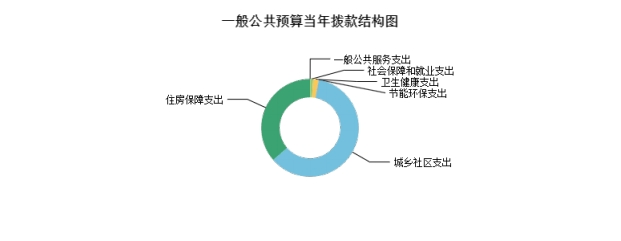 一般公共预算当年拨款结构图
一般公共服务支出
社会保障和就业支出
卫生健康支出
节能环保支出
住房保障支出
城乡社区支出